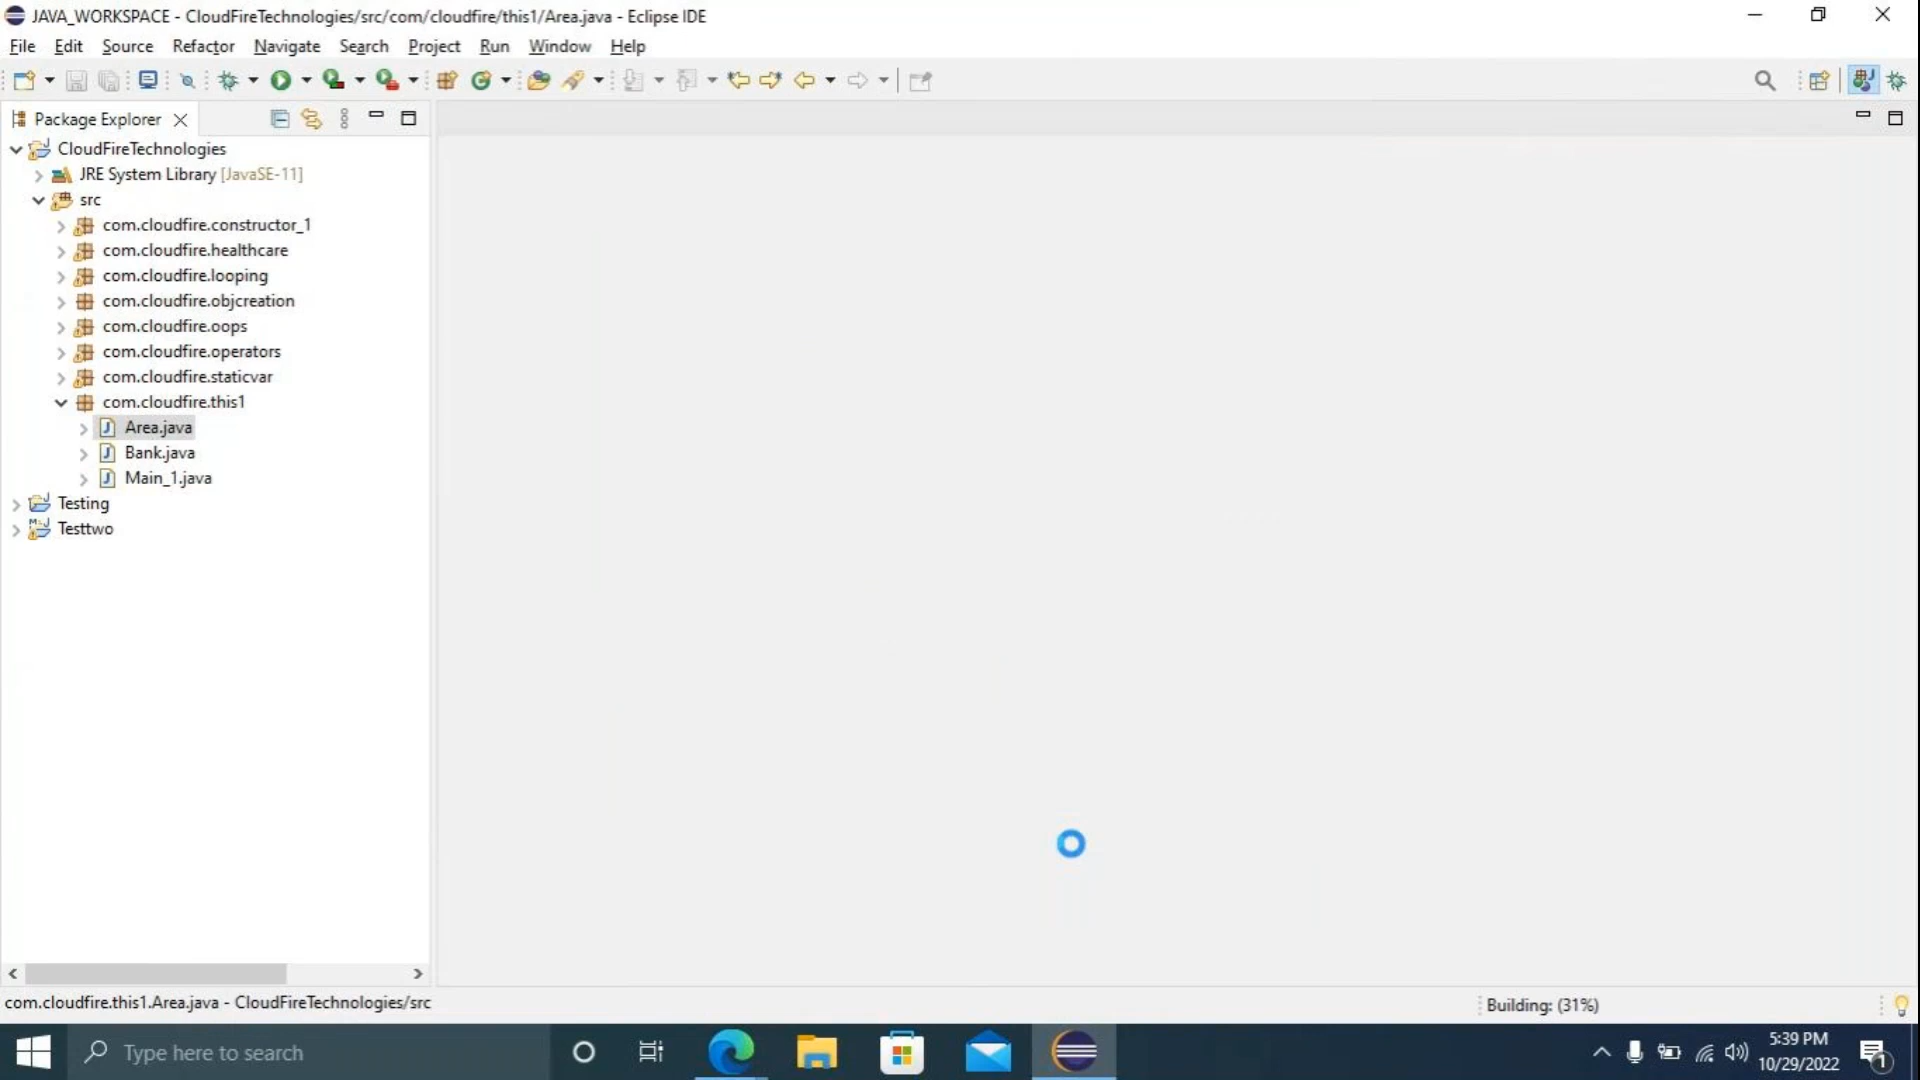 JAVA_WORKSPACE - CloudFireTechnologies/src/com/cloudfire/this1/Area.java - Eclipse IDE
File Edit Source Refactor Navigate Search Project Run Window Help
Package Explorer
CloudFireTechnologies
JRE System Library [JavaSE-11]
src
com.cloudfire.constructor_1
com.cloudfire.healthcare
com.cloudfire.looping
com.cloudfire.objcreation
com.cloudfire.oops
com.cloudfire.operators
com.cloudfire.staticvar
com.cloudfire.this1
Area.java
Bank.java
Main_1.java
Testing
Testtwo
com.cloudfire.this1.Area.java - CloudFireTechnologies/src
Building: (31%)
Type here to search
5:39 PM
10/29/2022
1